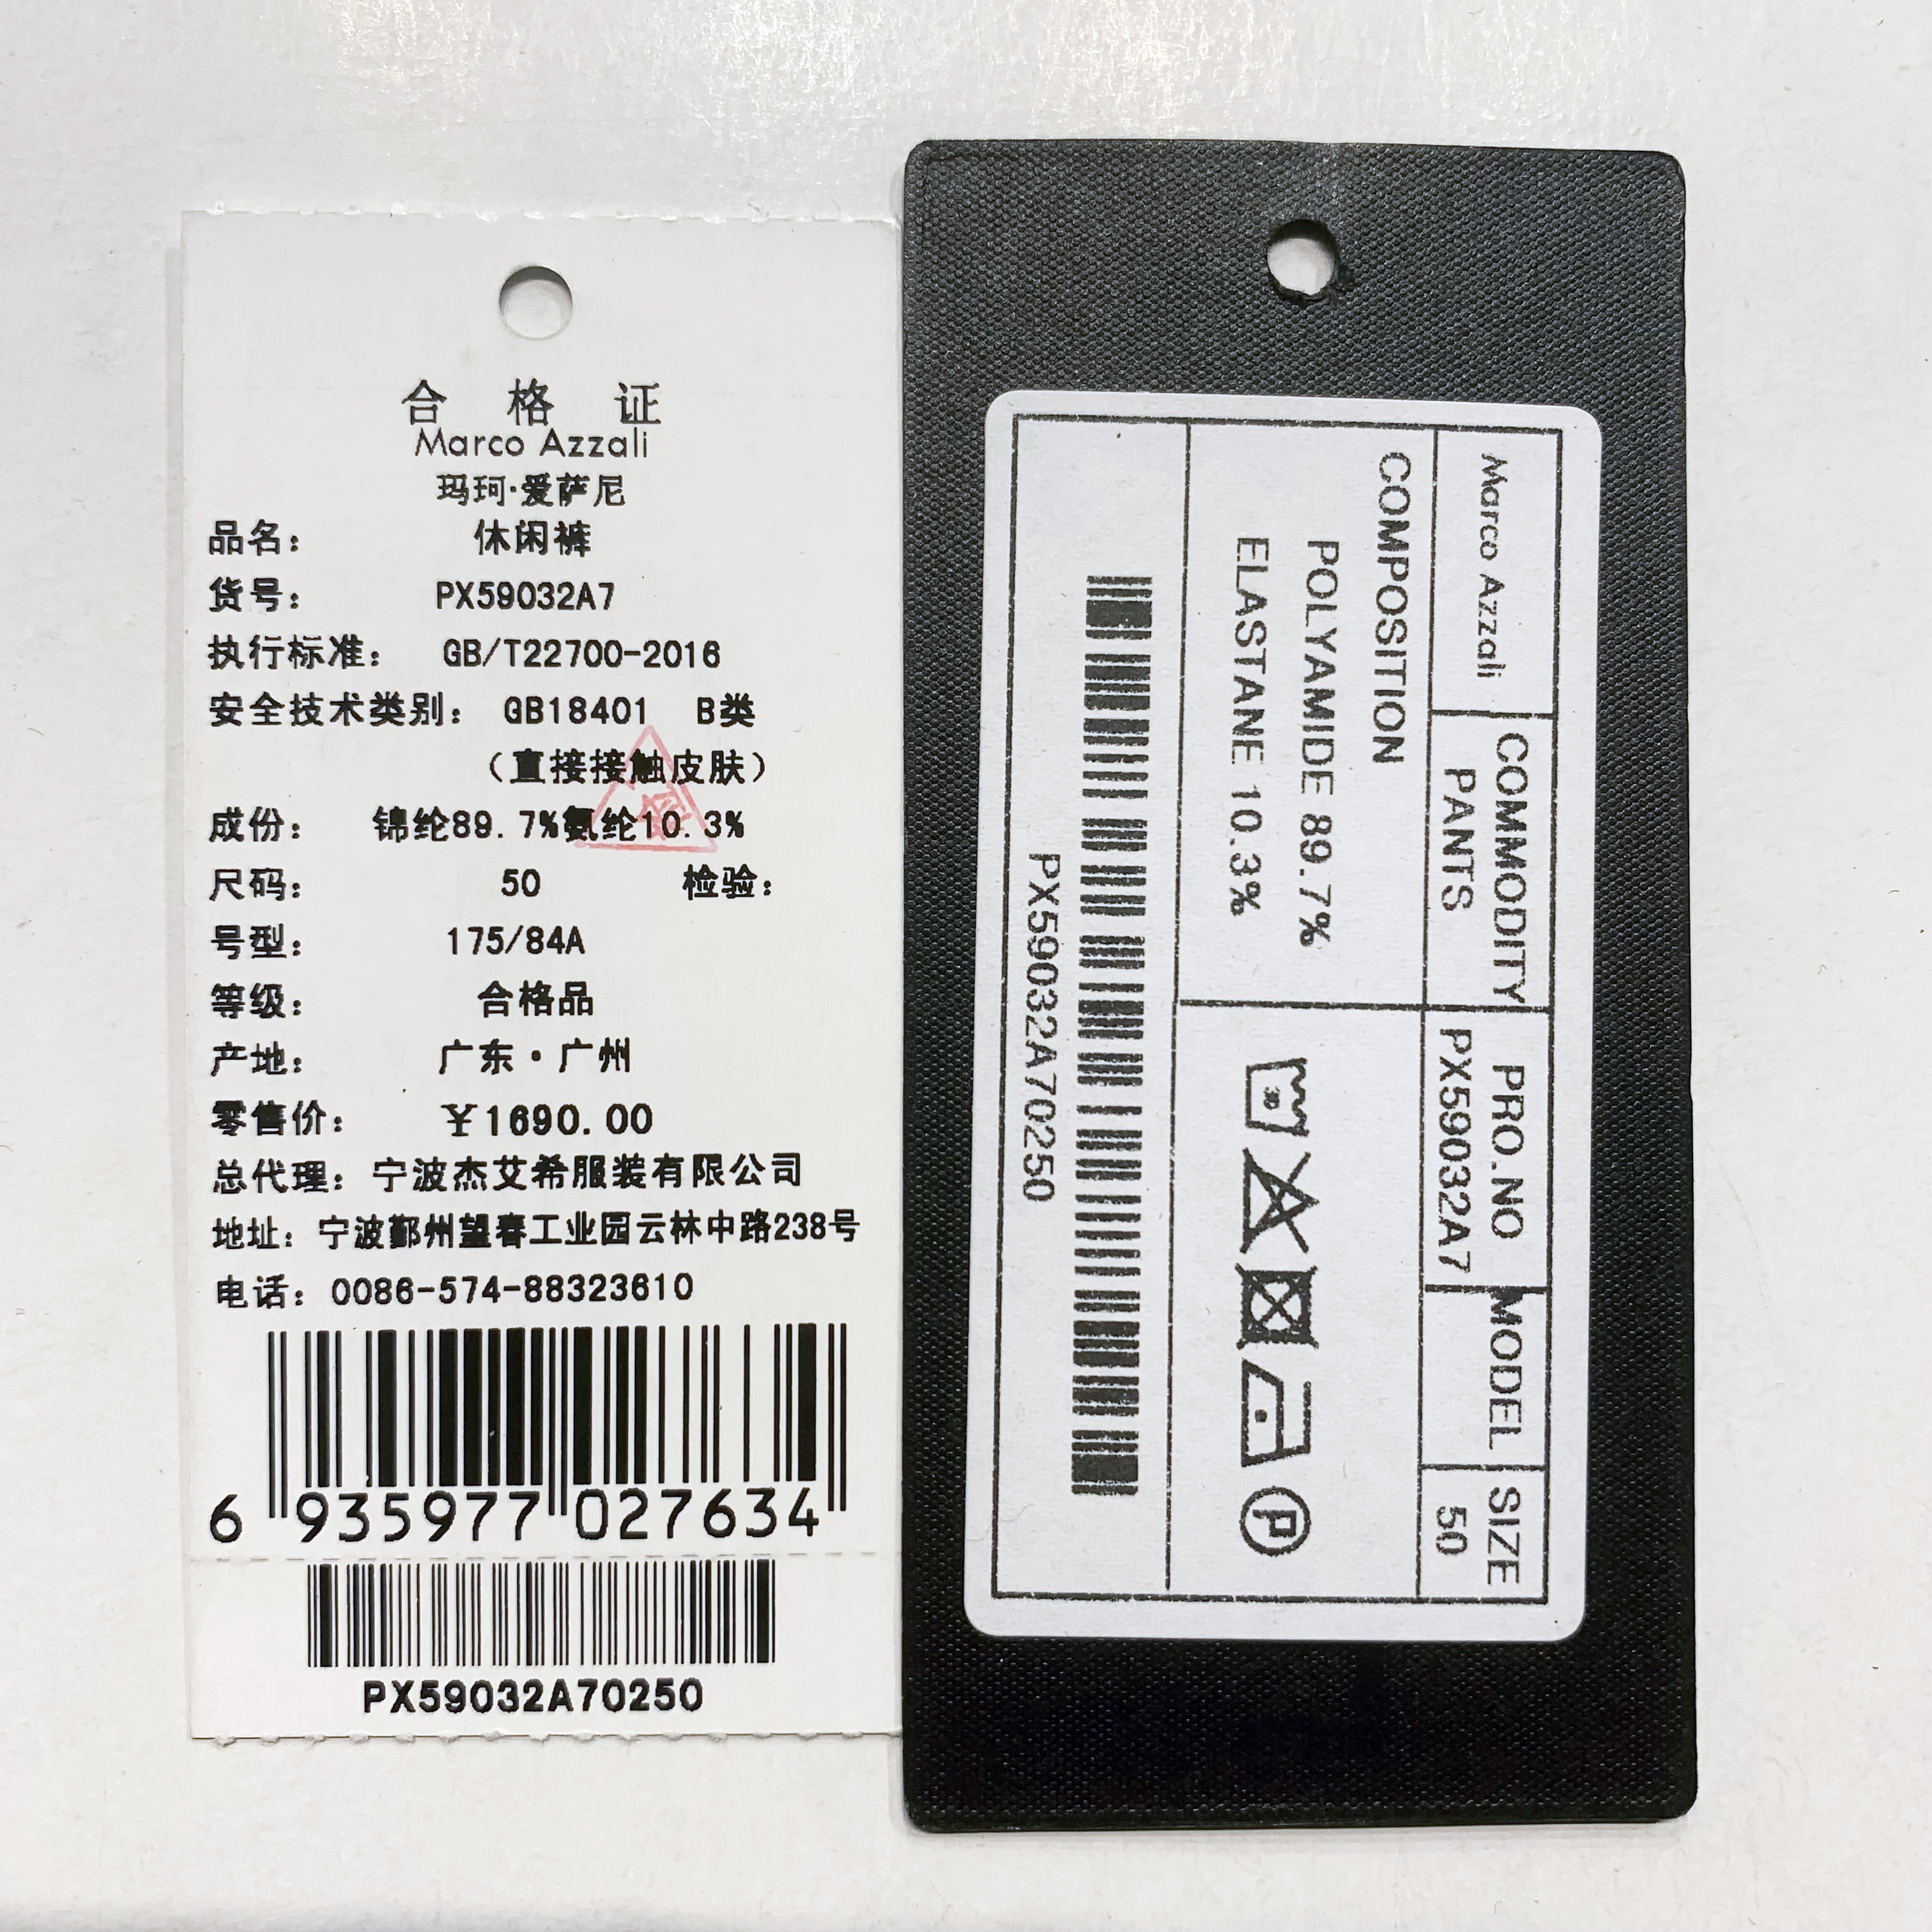 合 格 证
Marco Azzali
玛珂·爱萨尼
品名： 休闲裤
货号： PX59032A7
执行标准： GB/T22700-2016
安全技术类别： GB18401 B类
（直接接触皮肤）
成份： 锦纶89.7%氨纶10.3%
尺码： 50 检验：
号型： 175/84A
等级： 合格品
产地： 广东·广州
零售价： ￥1690.00
总代理：宁波杰艾希服装有限公司
地址：宁波鄞州望春工业园云林中路238号
电话：0086-574-88323610
6 935977 027634
PX59032A70250
Marco Azzali
COMMODITY
PANTS
PRO.NO
PX59032A7
MODEL
SIZE
50
COMPOSITION
POLYAMIDE 89.7%
ELASTANE 10.3%
30
P
PX59032A70250